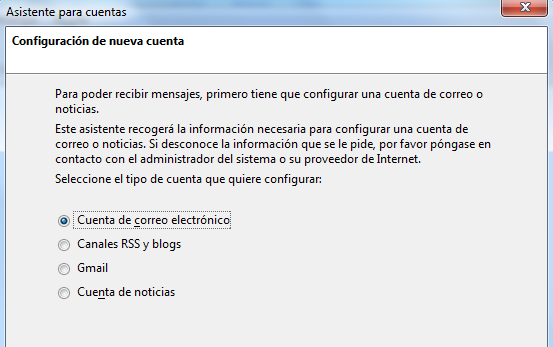 Asistente para cuentas
Configuración de nueva cuenta
Para poder recibir mensajes, primero tiene que configurar una cuenta de correo o
noticias.
Este asistente recogerá la información necesaria para configurar una cuenta de
correo o noticias. Si desconoce la información que se le pide, por favor póngase en
contacto con el administrador del sistema o su proveedor de Internet.
Seleccione el tipo de cuenta que quiere configurar:
Cuenta de correo electrónico
Canales RSS y blogs
Gmail
Cuenta de noticias